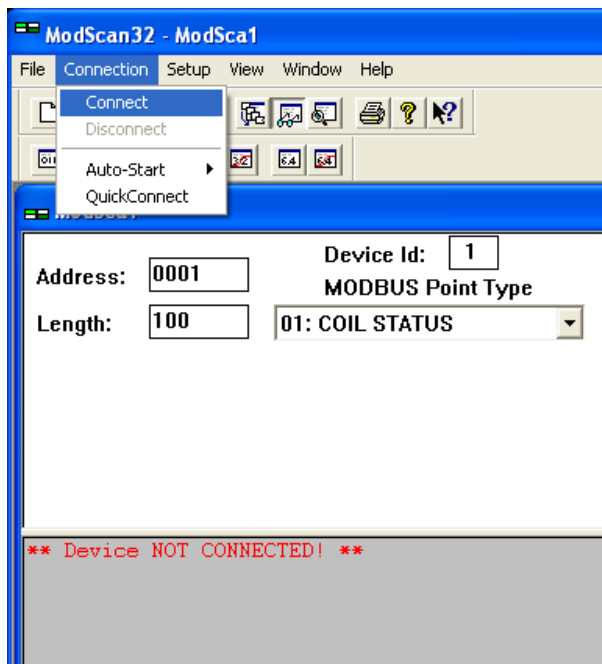 ModScan32 - ModSca1
File Connection Setup View Window Help
Connect
Disconnect
Auto-Start
QuickConnect
Address: 0001
Device Id: 1
MODBUS Point Type
Length: 100
01: COIL STATUS
** Device NOT CONNECTED! **